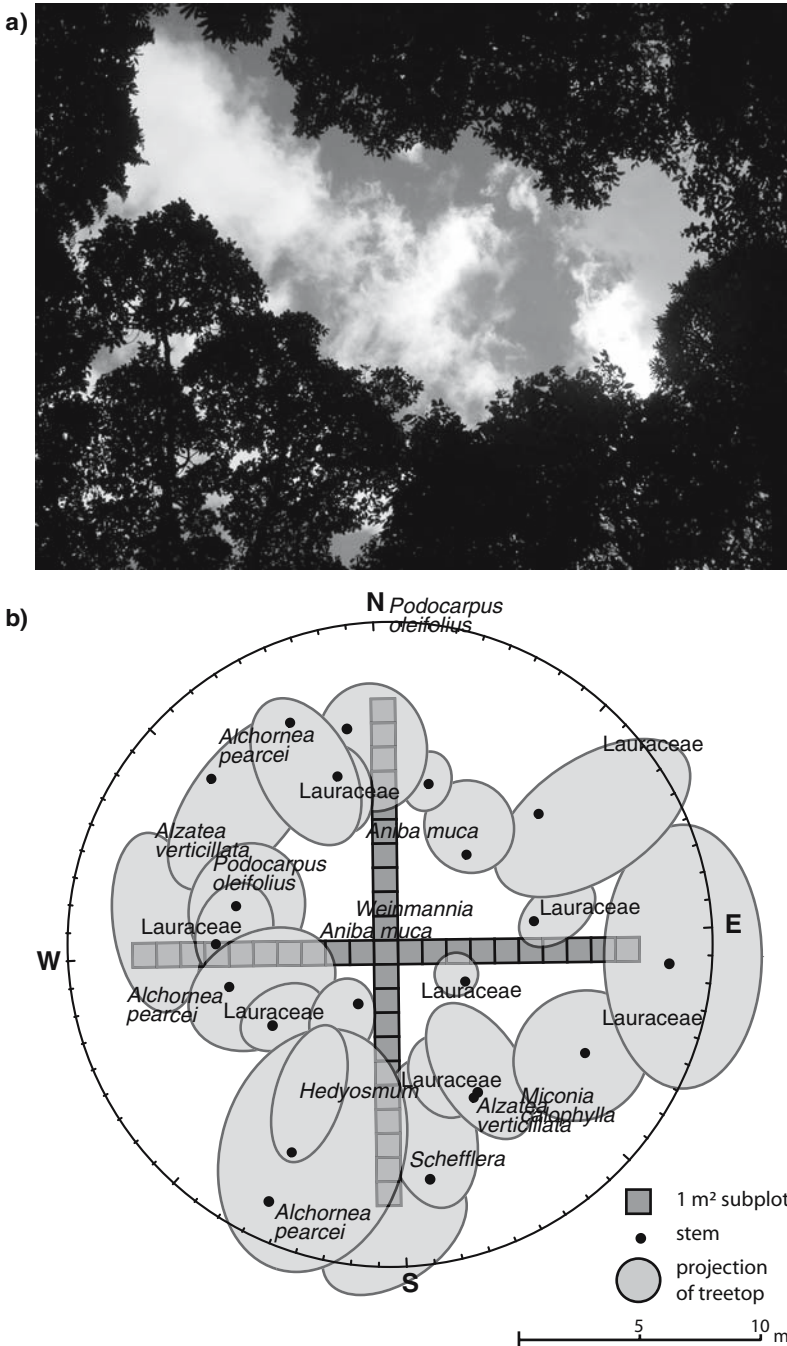 a)
b)
N
Podocarpus
oleifolius
Alchornea
pearcei
Lauraceae
Lauraceae
Alzatea
verticillata
Aniba muca
Podocarpus
oleifolius
Weinmannia
Lauraceae
Lauraceae
Aniba muca
E
W
Alchornea
pearcei
Lauraceae
Lauraceae
Lauraceae
Hedyosmum
Lauraceae
Miconia
calophylla
Alzatea
verticillata
Schefflera
Alchornea
pearcei
S
1 m² subplot
stem
projection
of treetop
5
10
m